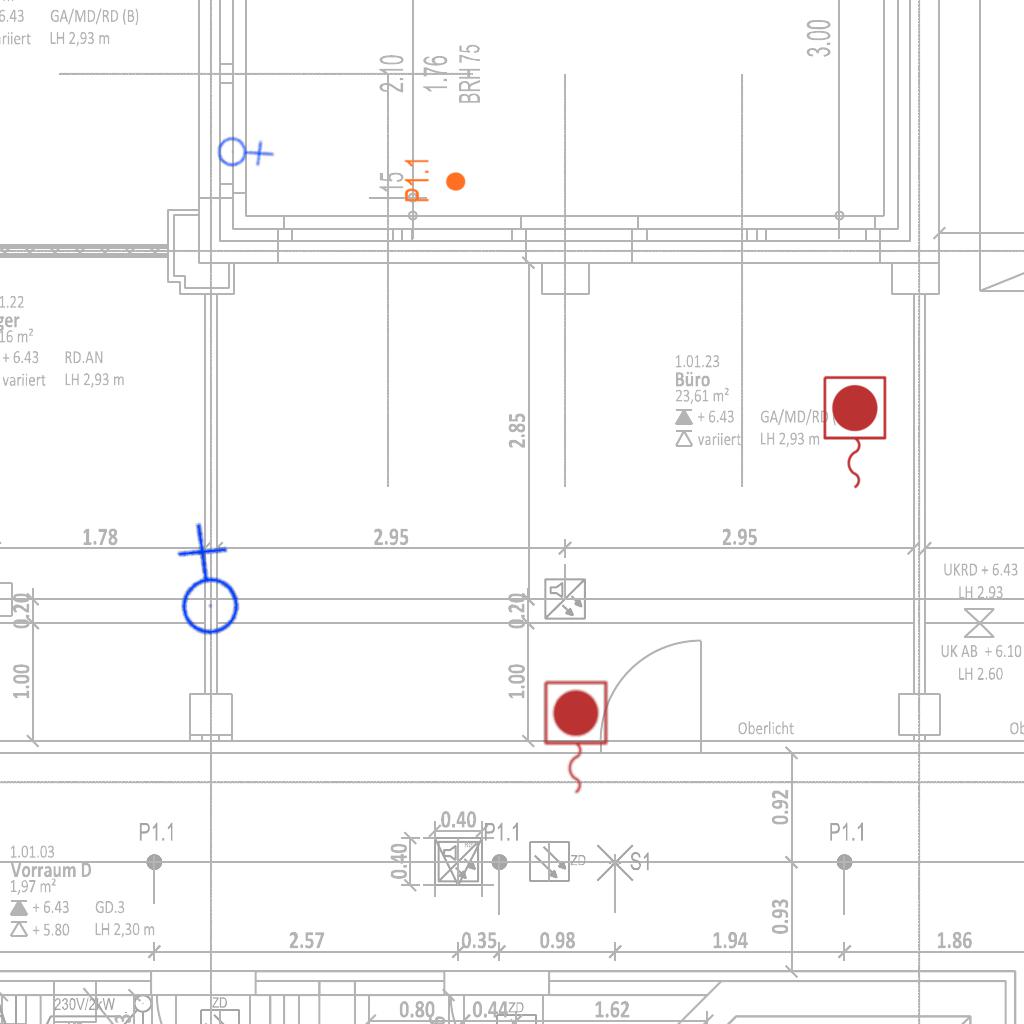 6.43 GA/MD/RD (B)
riiert LH 2,93 m
2.10
1.76
BRH 75
3.00
15
P1.1
1.22
ger
16 m²
+ 6.43 RD.AN
variiert LH 2,93 m
1.01.23
Büro
23,61 m²
+ 6.43 GA/MD/RD (
variiert LH 2,93 m
2.85
1.78
2.95
2.95
0.20
0.20
UKRD + 6.43
LH 2.93
UK AB + 6.10
LH 2.60
1.00
1.00
Oberlicht
Ob
0.92
0.40
P1.1
P1.1
P1.1
0.40
ZD
S1
1.01.03
Vorraum D
1,97 m²
+ 6.43 GD.3
+ 5.80 LH 2,30 m
0.93
2.57
0.35
0.98
1.94
1.86
230V/2kW
ZD
0.80
0.44
ZD
1.62